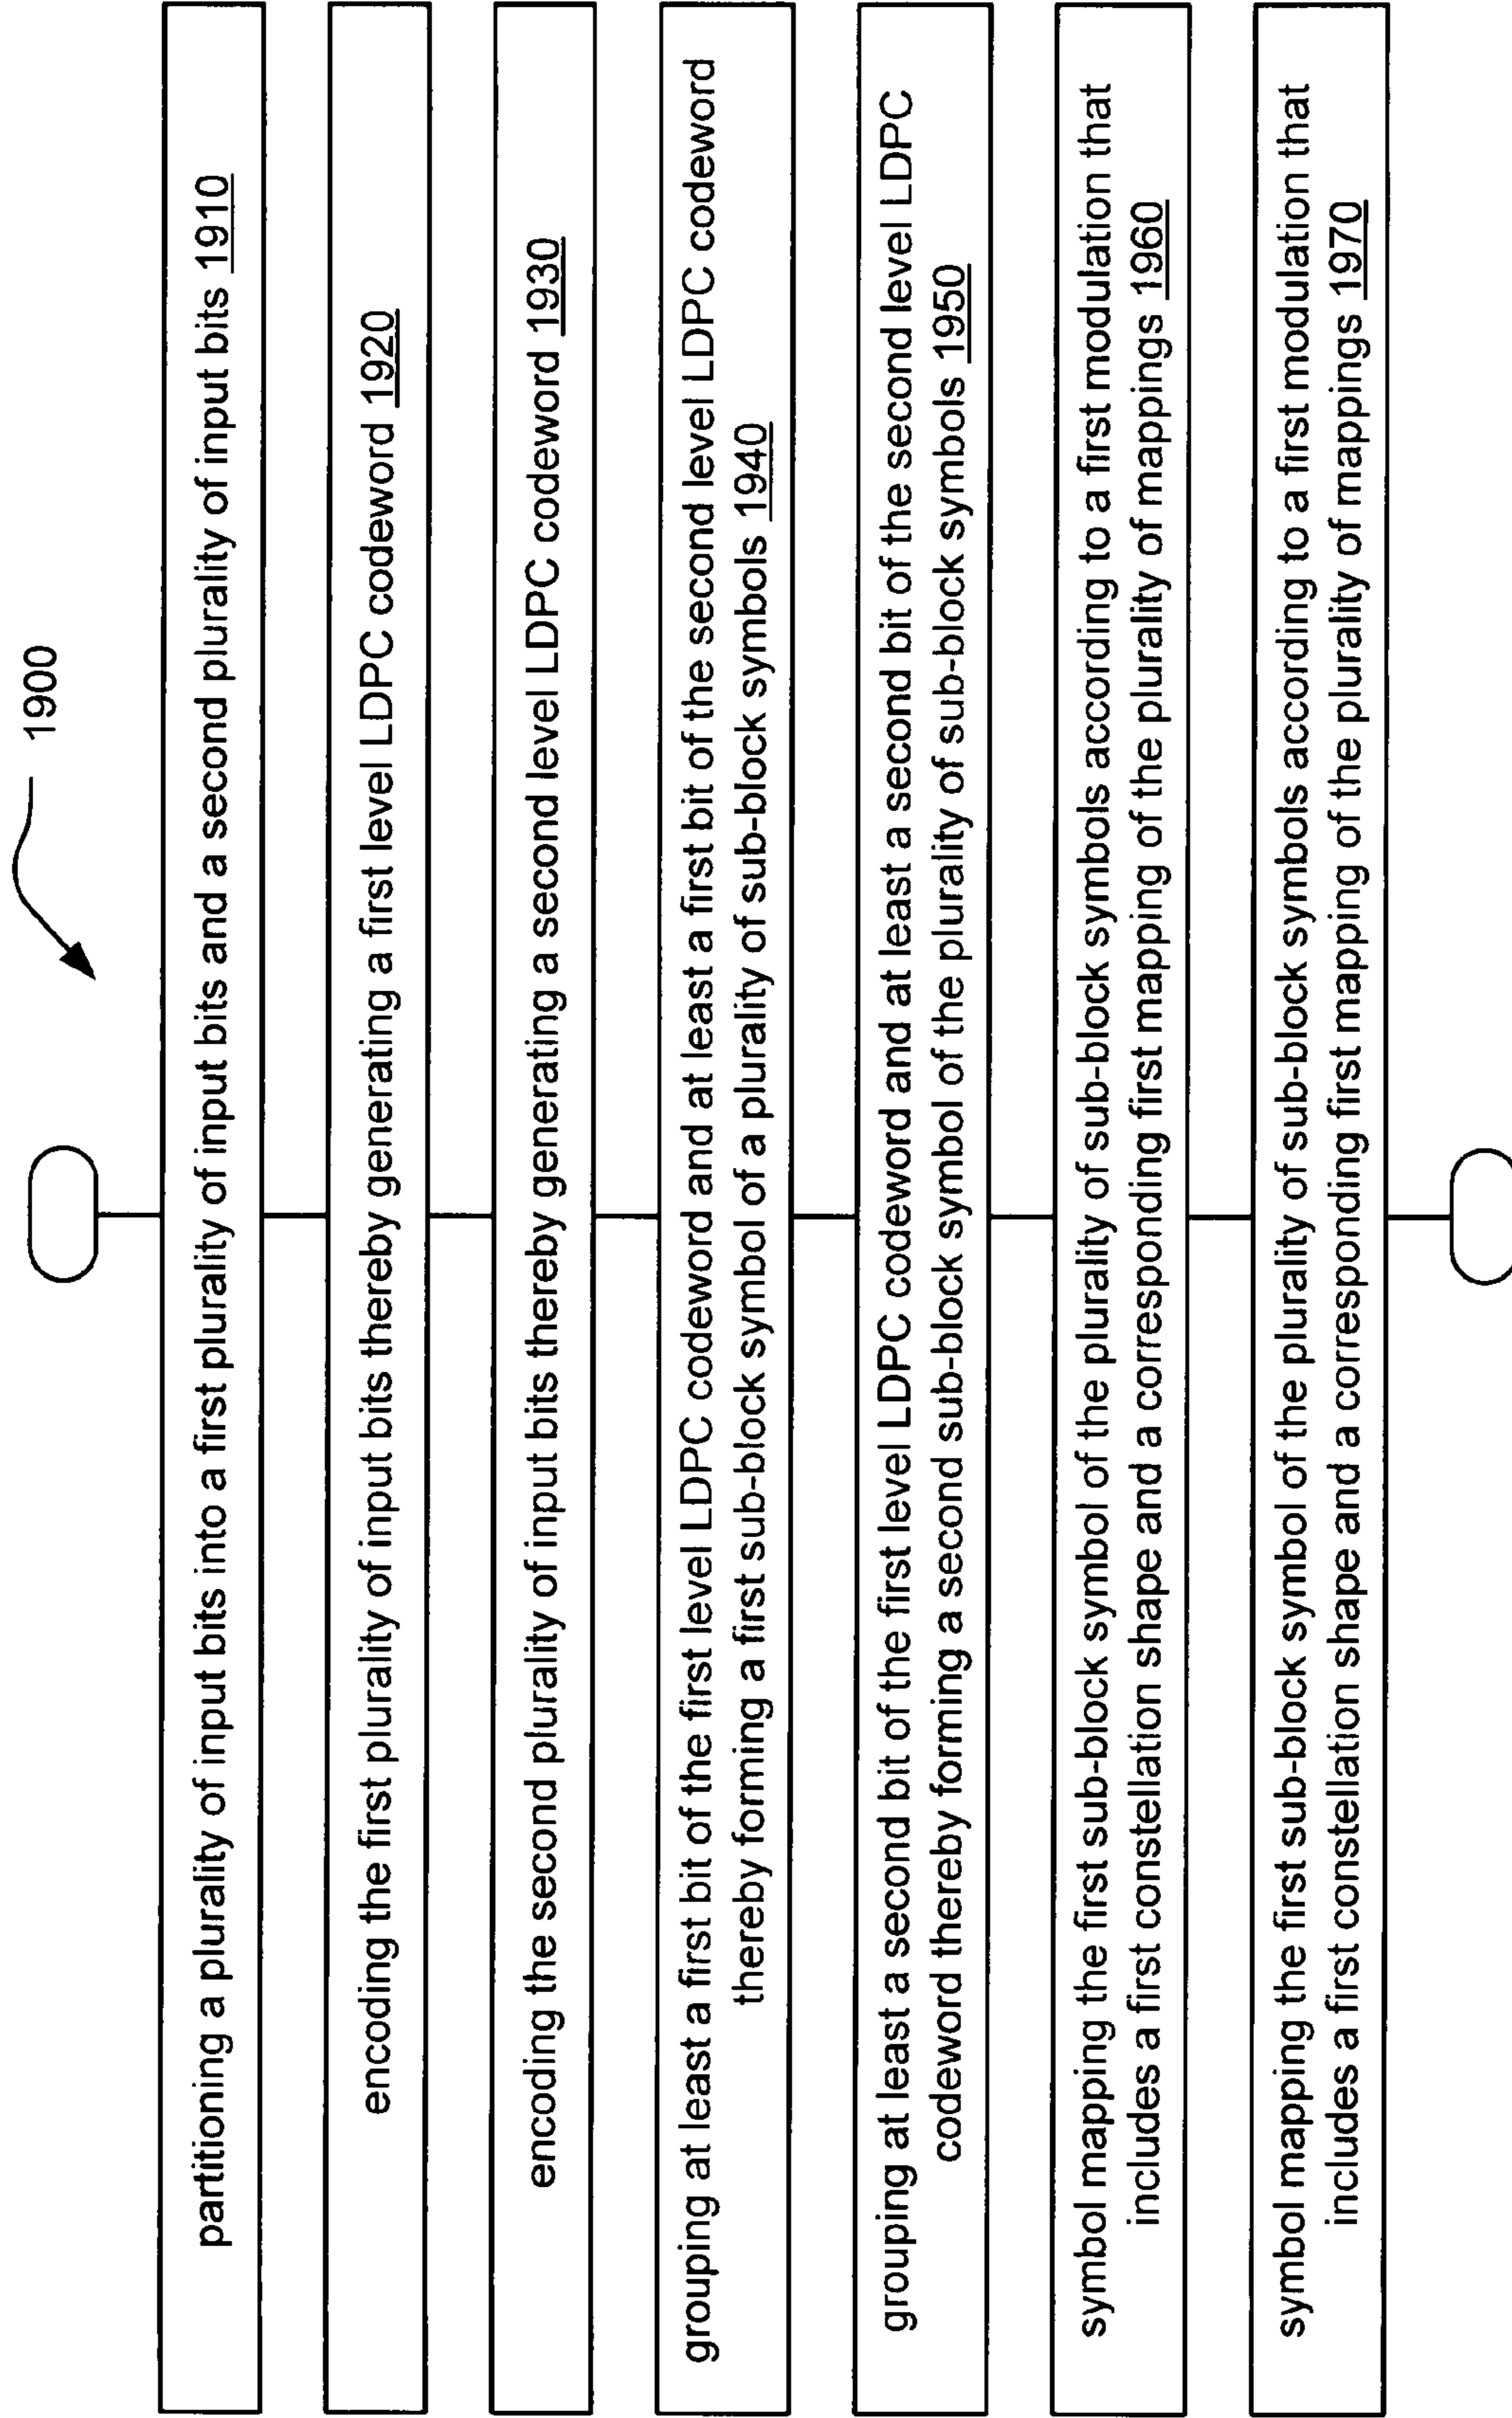 1900
partitioning a plurality of input bits into a first plurality of input bits and a second plurality of input bits 1910
encoding the first plurality of input bits thereby generating a first level LDPC codeword 1920
encoding the second plurality of input bits thereby generating a second level LDPC codeword 1930
grouping at least a first bit of the first level LDPC codeword and at least a first bit of the second level LDPC codeword
thereby forming a first sub-block symbol of a plurality of sub-block symbols 1940
grouping at least a second bit of the first level LDPC codeword and at least a second bit of the second level LDPC
codeword thereby forming a second sub-block symbol of the plurality of sub-block symbols 1950
symbol mapping the first sub-block symbol of the plurality of sub-block symbols according to a first modulation that
includes a first constellation shape and a corresponding first mapping of the plurality of mappings 1960
symbol mapping the first sub-block symbol of the plurality of sub-block symbols according to a first modulation that
includes a first constellation shape and a corresponding first mapping of the plurality of mappings 1970